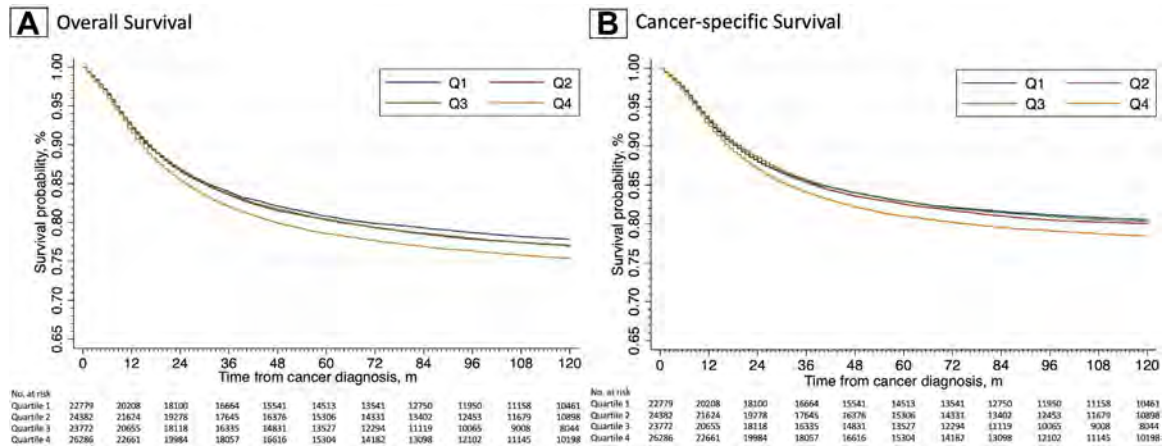 A Overall Survival
1.00
0.95
0.90
0.85
0.80
0.75
0.70
0.65
Survival probability, %
Q1 Q2
Q3 Q4
0 12 24 36 48 60 72 84 96 108 120
Time from cancer diagnosis, m
No. at risk
Quartile 1 22779 20208 18100 16664 15541 14513 13541 12750 11950 11158 10461
Quartile 2 24382 21624 19278 17645 16376 15306 14331 13402 12453 11679 10898
Quartile 3 23772 20655 18118 16335 14831 13527 12294 11119 10065 9008 8044
Quartile 4 26286 22661 19984 18057 16616 15304 14182 13098 12102 11145 10198
B Cancer-specific Survival
1.00
0.95
0.90
0.85
0.80
0.75
0.70
0.65
Survival probability, %
Q1 Q2
Q3 Q4
0 12 24 36 48 60 72 84 96 108 120
Time from cancer diagnosis, m
No. at risk
Quartile 1 22779 20208 18100 16664 15541 14513 13541 12750 11950 11158 10461
Quartile 2 24382 21624 19278 17645 16376 15306 14331 13402 12453 11679 10898
Quartile 3 23772 20655 18118 16335 14831 13527 12294 11119 10065 9008 8044
Quartile 4 26286 22661 19984 18057 16616 15304 14182 13098 12102 11145 10198